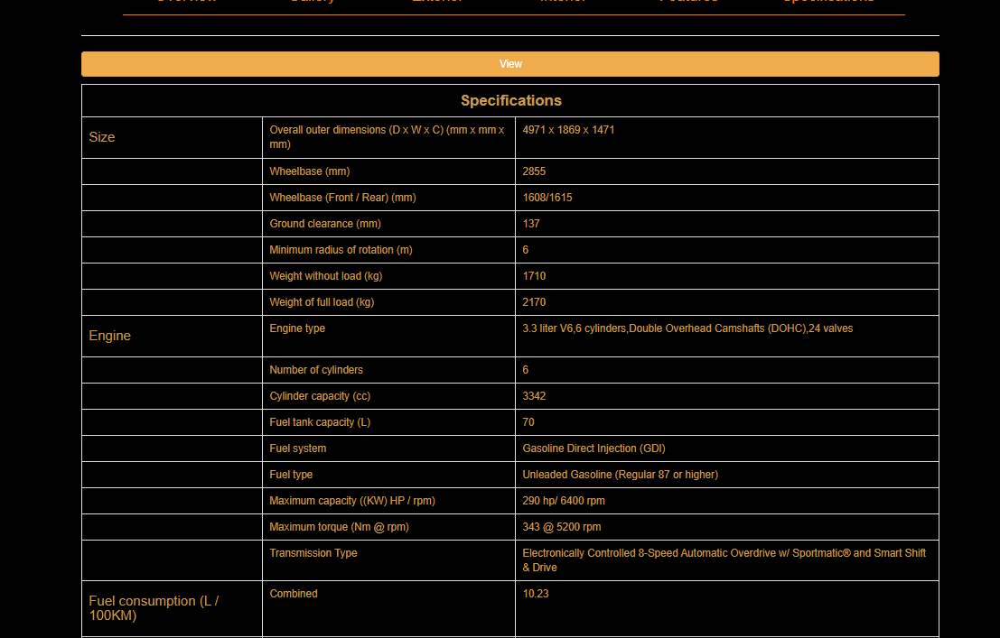 Overview Gallery Exterior Interior Features Specifications
View
Specifications
Size
Overall outer dimensions (D x W x C) (mm x mm x
mm)
4971 x 1869 x 1471
Wheelbase (mm) 2855
Wheelbase (Front / Rear) (mm) 1608/1615
Ground clearance (mm) 137
Minimum radius of rotation (m) 6
Weight without load (kg) 1710
Weight of full load (kg) 2170
Engine
Engine type 3.3 liter V6,6 cylinders,Double Overhead Camshafts (DOHC),24 valves
Number of cylinders 6
Cylinder capacity (cc) 3342
Fuel tank capacity (L) 70
Fuel system Gasoline Direct Injection (GDI)
Fuel type Unleaded Gasoline (Regular 87 or higher)
Maximum capacity ((KW) HP / rpm) 290 hp/ 6400 rpm
Maximum torque (Nm @ rpm) 343 @ 5200 rpm
Transmission Type Electronically Controlled 8-Speed Automatic Overdrive w/ Sportmatic® and Smart Shift
& Drive
Fuel consumption (L /
100KM)
Combined 10.23